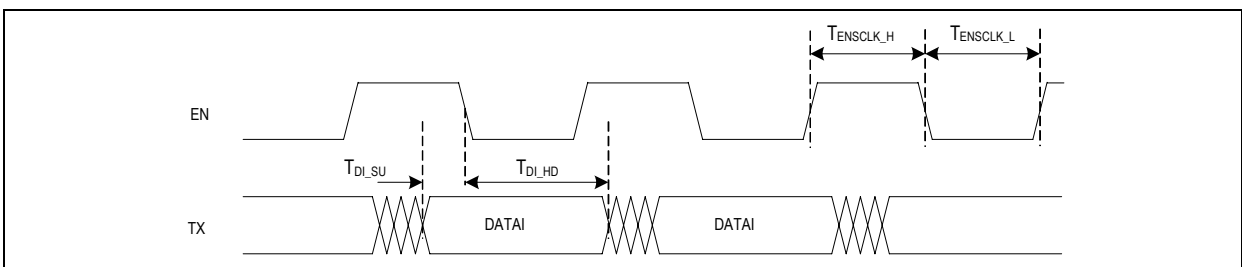 TENSCLK_H TENSCLK_L
EN
TDI_SU TDI_HD
TX DATAI DATAI